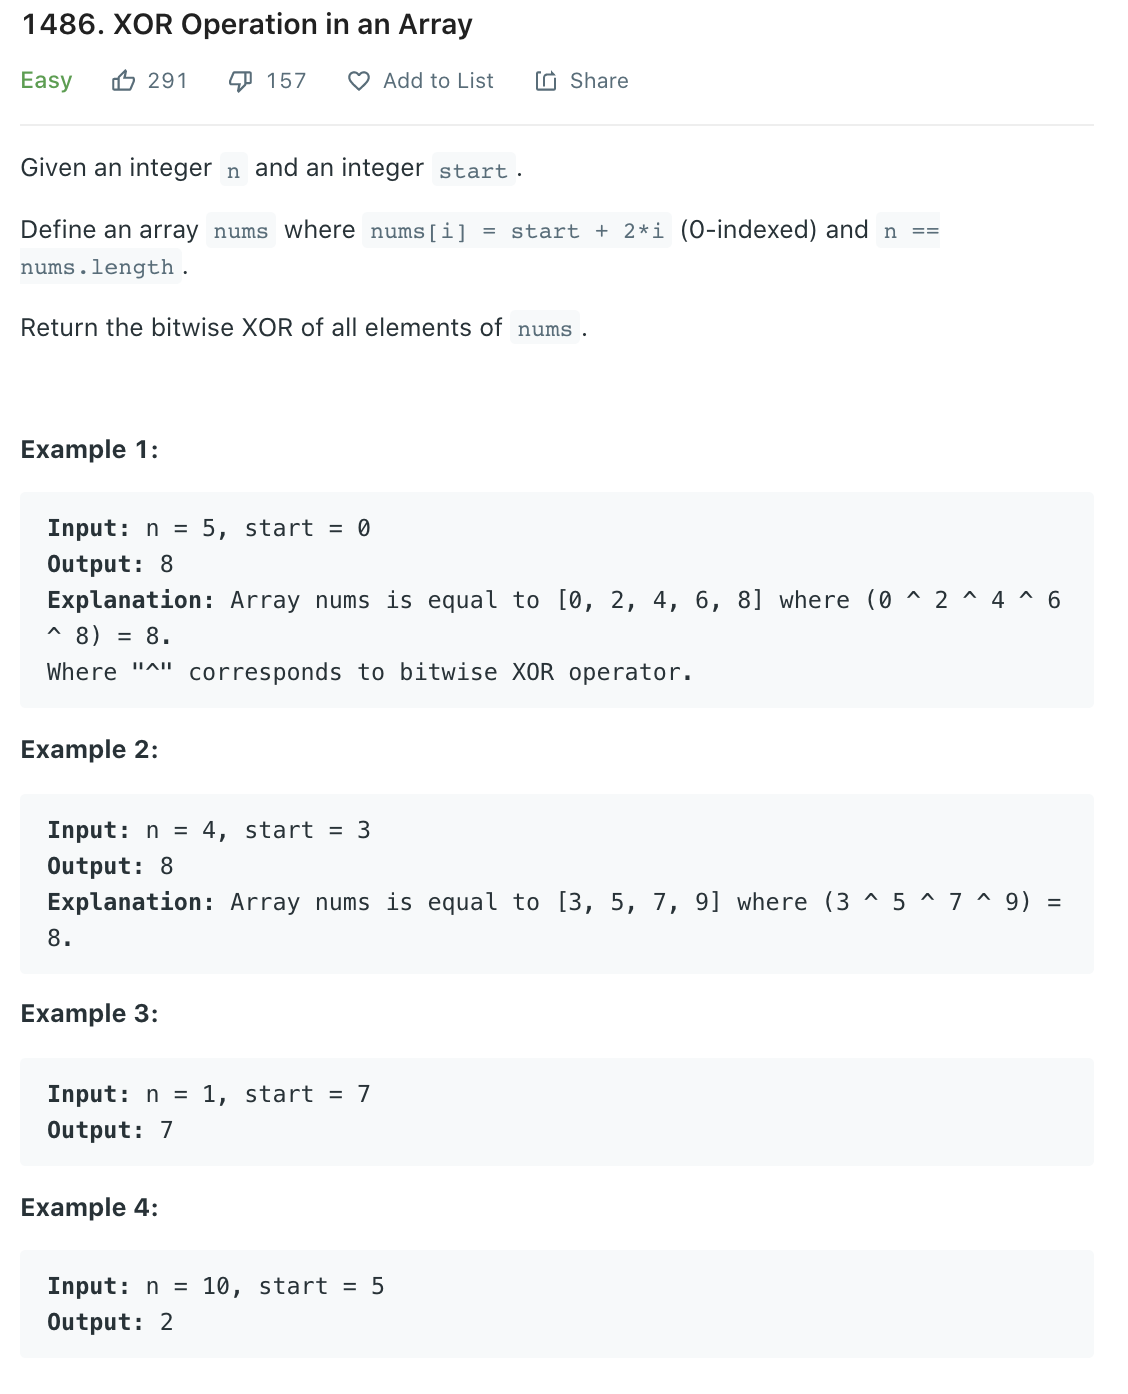 1486. XOR Operation in an Array
Easy 291 157 Add to List Share
Given an integer n and an integer start.
Define an array nums where nums[i] = start + 2*i (0-indexed) and n ==
nums.length.
Return the bitwise XOR of all elements of nums.
Example 1:
Input: n = 5, start = 0
Output: 8
Explanation: Array nums is equal to [0, 2, 4, 6, 8] where (0 ^ 2 ^ 4 ^ 6
^ 8) = 8.
Where "^" corresponds to bitwise XOR operator.
Example 2:
Input: n = 4, start = 3
Output: 8
Explanation: Array nums is equal to [3, 5, 7, 9] where (3 ^ 5 ^ 7 ^ 9) =
8.
Example 3:
Input: n = 1, start = 7
Output: 7
Example 4:
Input: n = 10, start = 5
Output: 2